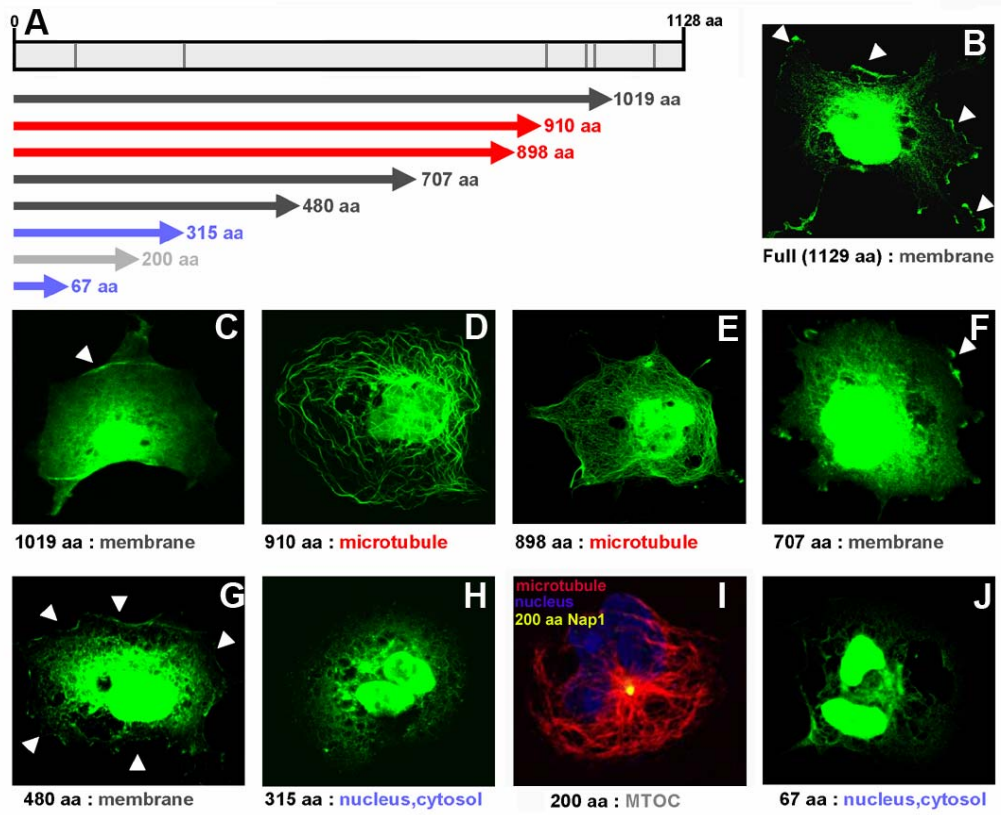 0
A
1128 aa
B
1019 aa
910 aa
898 aa
707 aa
480 aa
315 aa
200 aa
67 aa
Full (1129 aa) : membrane
C
D
E
F
1019 aa : membrane
910 aa : microtubule
898 aa : microtubule
707 aa : membrane
G
H
microtubule
nucleus
200 aa Nap1
I
J
480 aa : membrane
315 aa : nucleus,cytosol
200 aa : MTOC
67 aa : nucleus,cytosol